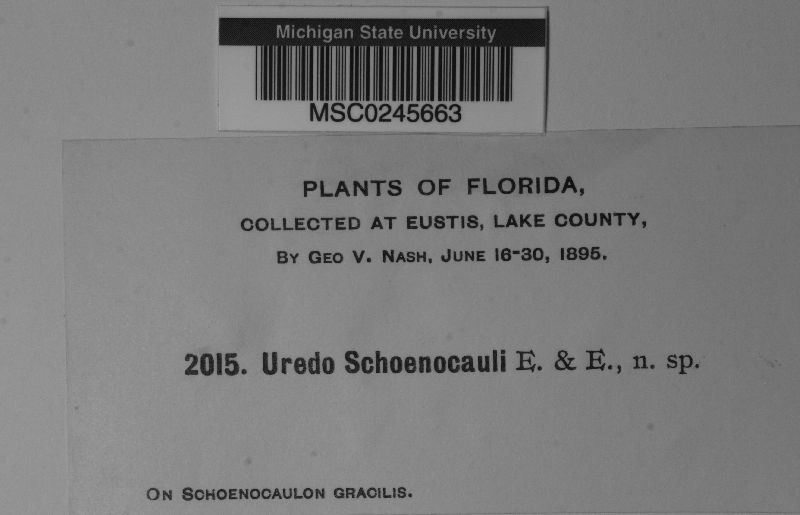 Michigan State University
MSC0245663
PLANTS OF FLORIDA,
COLLECTED AT EUSTIS, LAKE COUNTY,
BY GEO V. NASH, JUNE 16-30, 1895.
2015. Uredo Schoenocauli E. & E., n. sp.
ON SCHOENOCAULON GRACILIS.